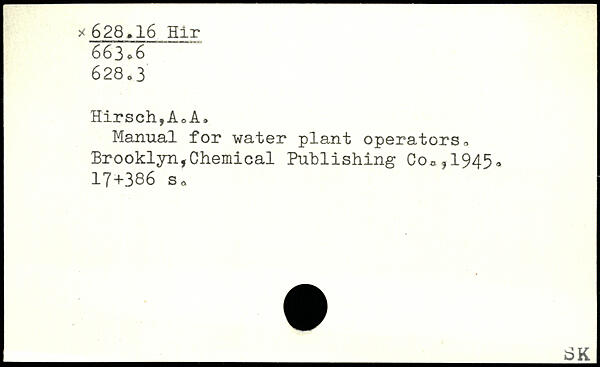 × 628.16 Hir
663.6
628.3
Hirsch,A.A.
Manual for water plant operators.
Brooklyn,Chemical Publishing Co.,1945.
17+386 s.
SK